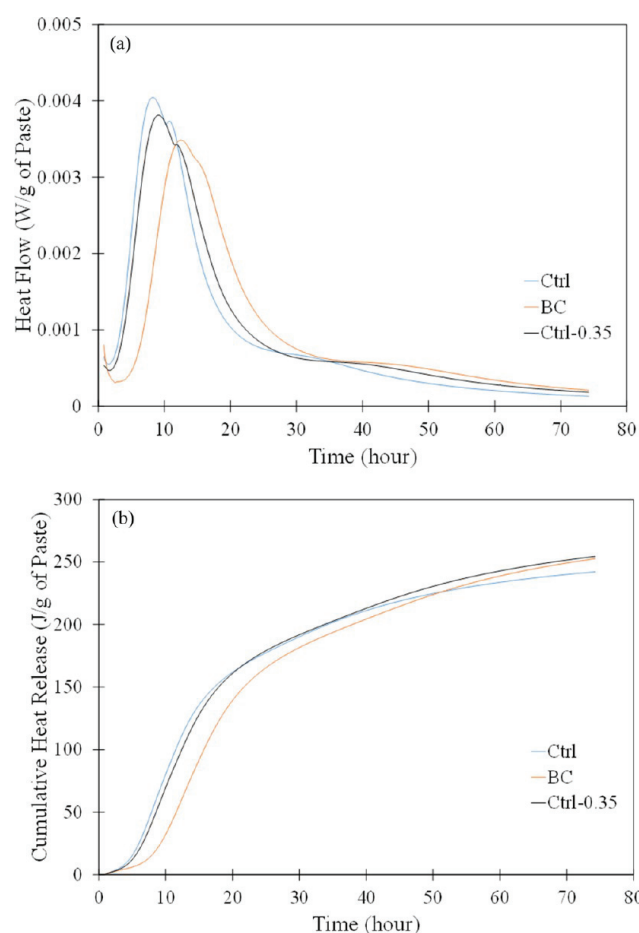 (a)
Heat Flow (W/g of Paste)
0.005
0.004
0.003
0.002
0.001
0
Ctrl
BC
Ctrl-0.35
0 10 20 30 40 50 60 70 80
Time (hour)
(b)
Cumulative Heat Release (J/g of Paste)
300
250
200
150
100
50
0
Ctrl
BC
Ctrl-0.35
0 10 20 30 40 50 60 70 80
Time (hour)